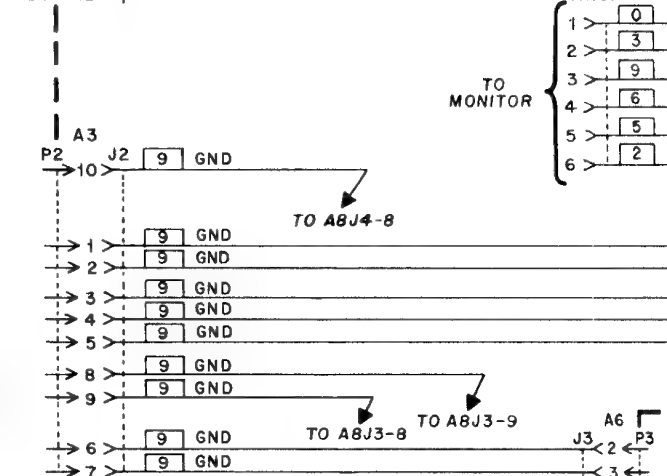 1 0
2 3
TO
MONITOR
3 9
4 6
5 5
6 2
A3
P2 J2
10 9 GND
TO A8J4-8
1 9 GND
2 9 GND
3 9 GND
4 9 GND
5 9 GND
8 9 GND
9 9 GND
TO A8J3-8
TO A8J3-9
A6
J3 P3
6 9 GND 2
7 9 GND 3